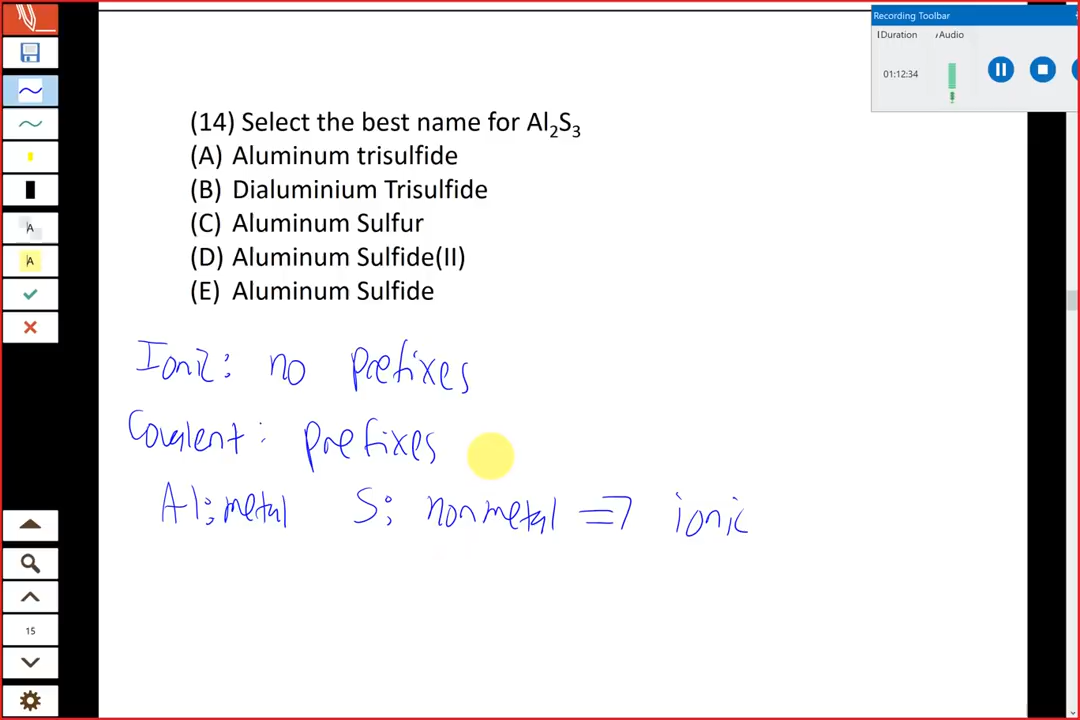 Recording Toolbar
Duration
Audio
01:12:34
(14) Select the best name for Al₂S₃
(A) Aluminum trisulfide
(B) Dialuminium Trisulfide
(C) Aluminum Sulfur
(D) Aluminum Sulfide(II)
(E) Aluminum Sulfide
Ionic: no prefixes
Covalent: prefixes
Al: metal S: nonmetal => ionic
A
A
15